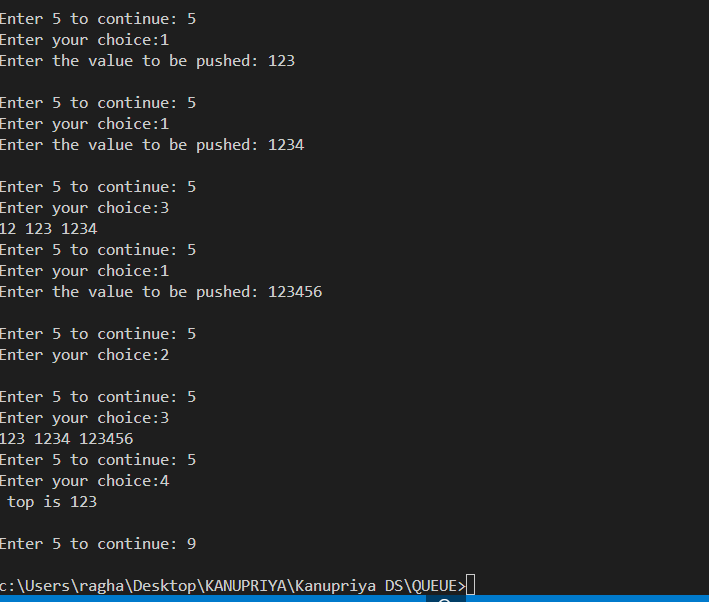 Enter 5 to continue: 5
Enter your choice:1
Enter the value to be pushed: 123
Enter 5 to continue: 5
Enter your choice:1
Enter the value to be pushed: 1234
Enter 5 to continue: 5
Enter your choice:3
12 123 1234
Enter 5 to continue: 5
Enter your choice:1
Enter the value to be pushed: 123456
Enter 5 to continue: 5
Enter your choice:2
Enter 5 to continue: 5
Enter your choice:3
123 1234 123456
Enter 5 to continue: 5
Enter your choice:4
top is 123
Enter 5 to continue: 9
c:\Users\ragha\Desktop\KANUPRIYA\Kanupriya DS\QUEUE>